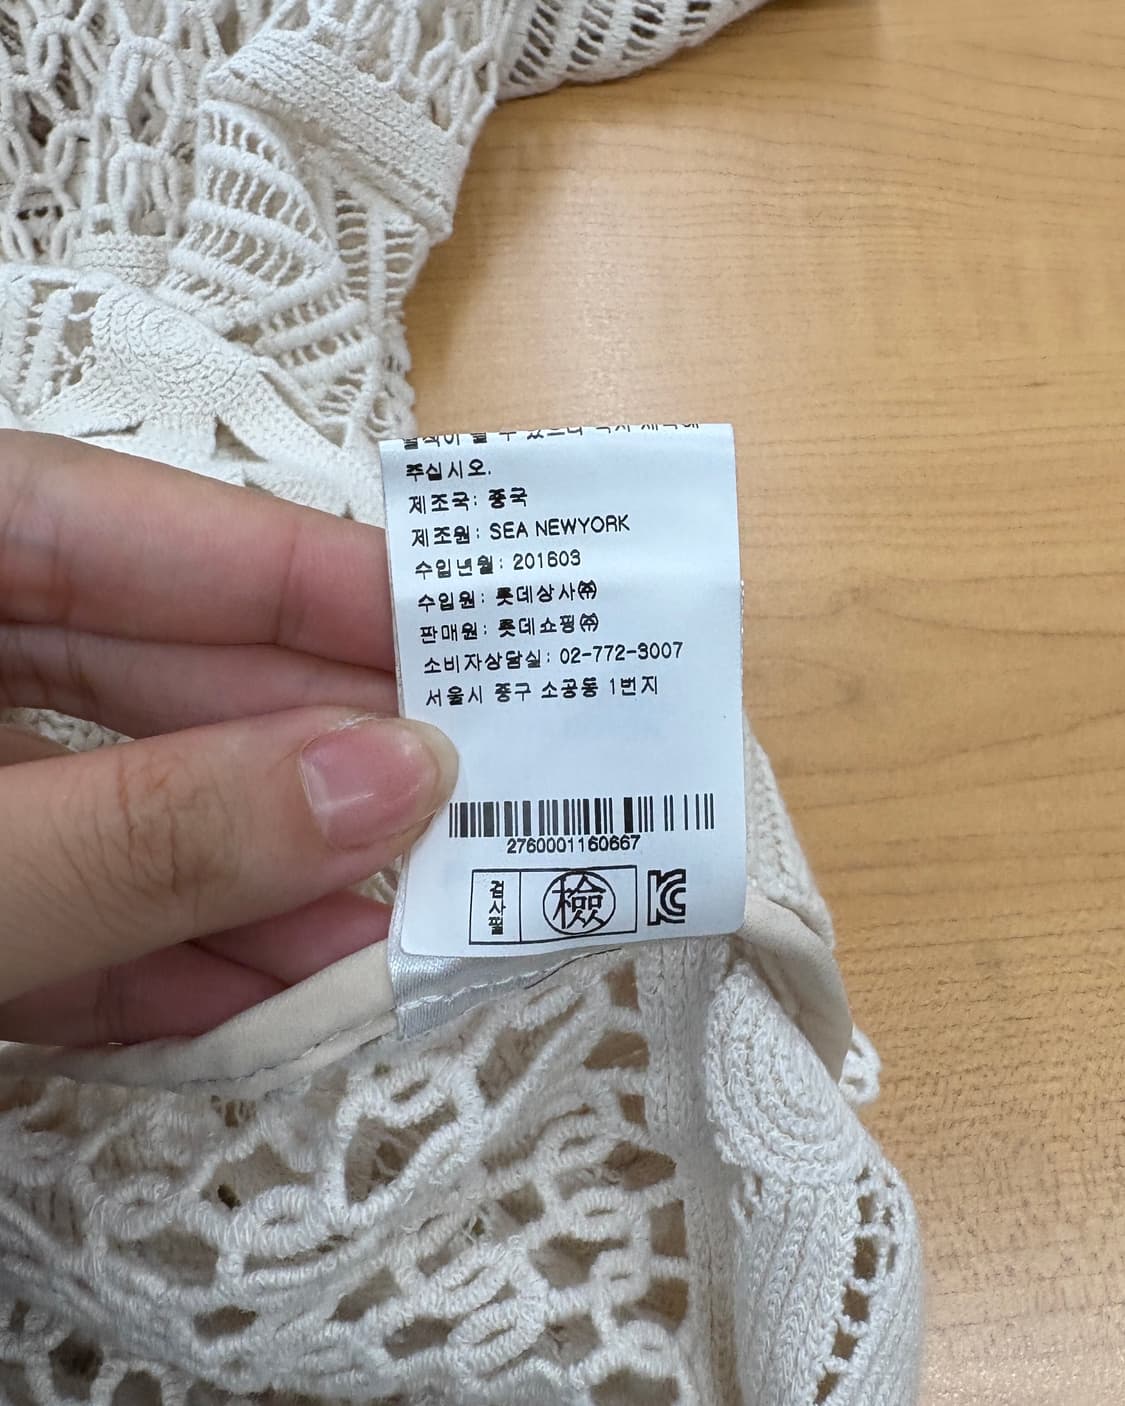 주십시오.
제조국: 중국
제조원: SEA NEWYORK
수입년월: 201603
수입원: 롯데상사㈜
판매원: 롯데쇼핑㈜
소비자상담실: 02-772-3007
서울시 중구 소공동 1번지
2760001160667
검사필 檢 KC